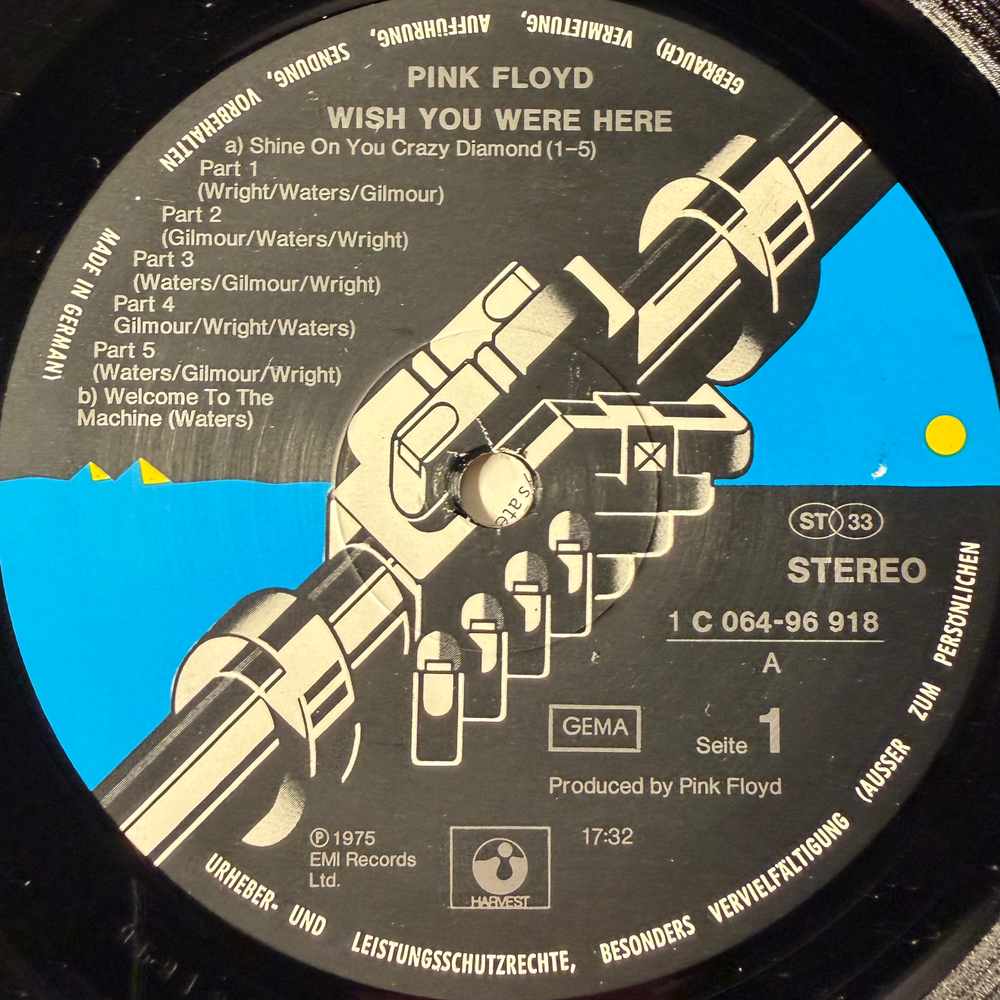 PINK FLOYD
WISH YOU WERE HERE
a) Shine On You Crazy Diamond (1–5)
Part 1
(Wright/Waters/Gilmour)
Part 2
(Gilmour/Waters/Wright)
Part 3
(Waters/Gilmour/Wright)
Part 4
Gilmour/Wright/Waters)
Part 5
(Waters/Gilmour/Wright)
b) Welcome To The
Machine (Waters)
ST 33
STEREO
1 C 064-96 918
A
GEMA
Seite 1
Produced by Pink Floyd
Ⓟ 1975
EMI Records
Ltd.
HARVEST
17:32
URHEBER- UND LEISTUNGSSCHUTZRECHTE, BESONDERS VERVIELFÄLTIGUNG (AUSSER ZUM PERSÖNLICHEN GEBRAUCH) VERMIETUNG, AUFFÜHRUNG, SENDUNG, VORBEHALTEN
MADE IN GERMANY